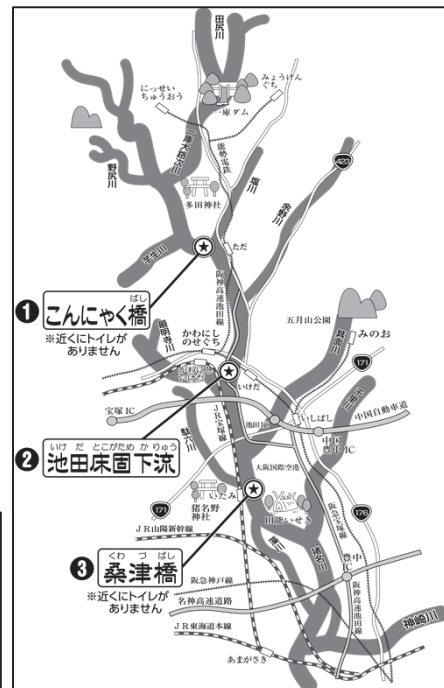 田尻川
にっせい
ちゅうおう
みょうけん
ぐち
一庫ダム
一庫大路次川
能勢電鉄
野尻川
塩川
423
余野川
多田神社
ただ
阪神高速池田線
❶ こんにゃく橋
ばし
※近くにトイレが
ありません
最明寺川
かわにし
のせぐち
五月山公園
箕面川
みのお
171
いけだ
宝塚IC
池田IC
いしばし
中国自動車道
中国
豊中IC
JR宝塚線
駄六川
❷ 池田床固下流
いけだ とこがため かりゅう
大阪国際空港
171
いたみ
猪名野
神社
田能いせき
阪急宝塚線
176
JR山陽新幹線
猪名川
豊中
IC
❸ 桑津橋
くわ づ ばし
※近くにトイレが
ありません
阪急神戸線
名神高速道路
阪神高速池田線
神崎川
JR東海道本線
あまがさき